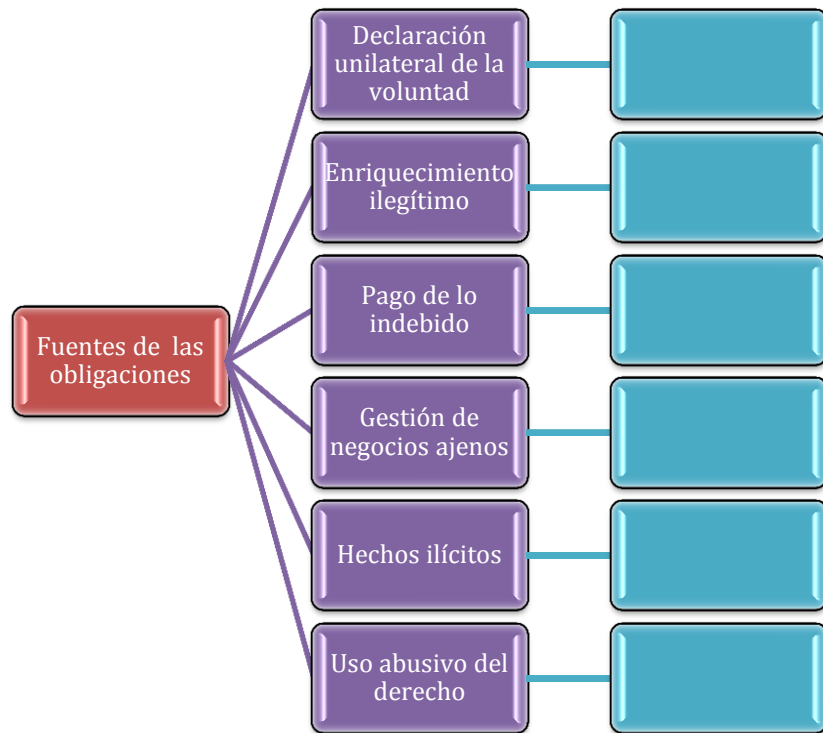 Fuentes de las
obligaciones
Declaración
unilateral de la
voluntad
Enriquecimiento
ilegítimo
Pago de lo
indebido
Gestión de
negocios ajenos
Hechos ilícitos
Uso abusivo del
derecho